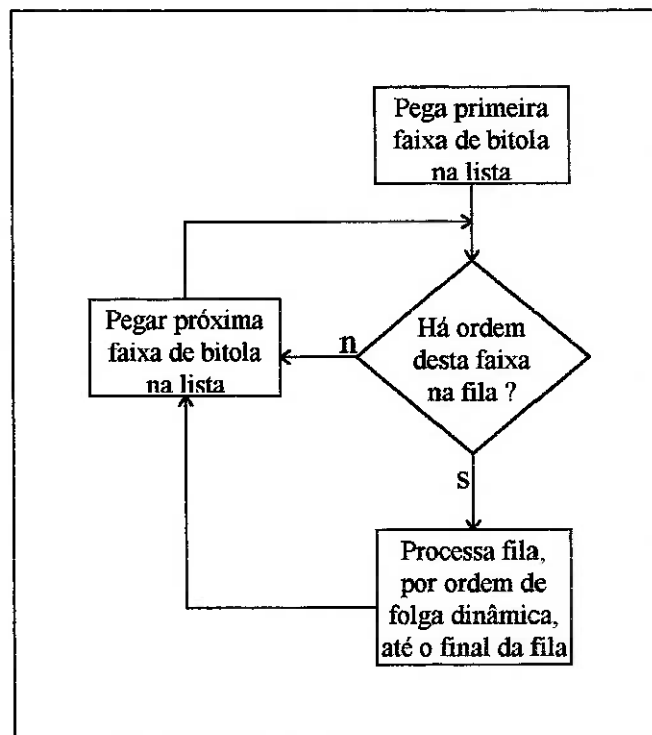 Pega primeira
faixa de bitola
na lista
Pegar próxima
faixa de bitola
na lista
n
Há ordem
desta faixa
na fila ?
s
Processa fila,
por ordem de
folga dinâmica,
até o final da fila